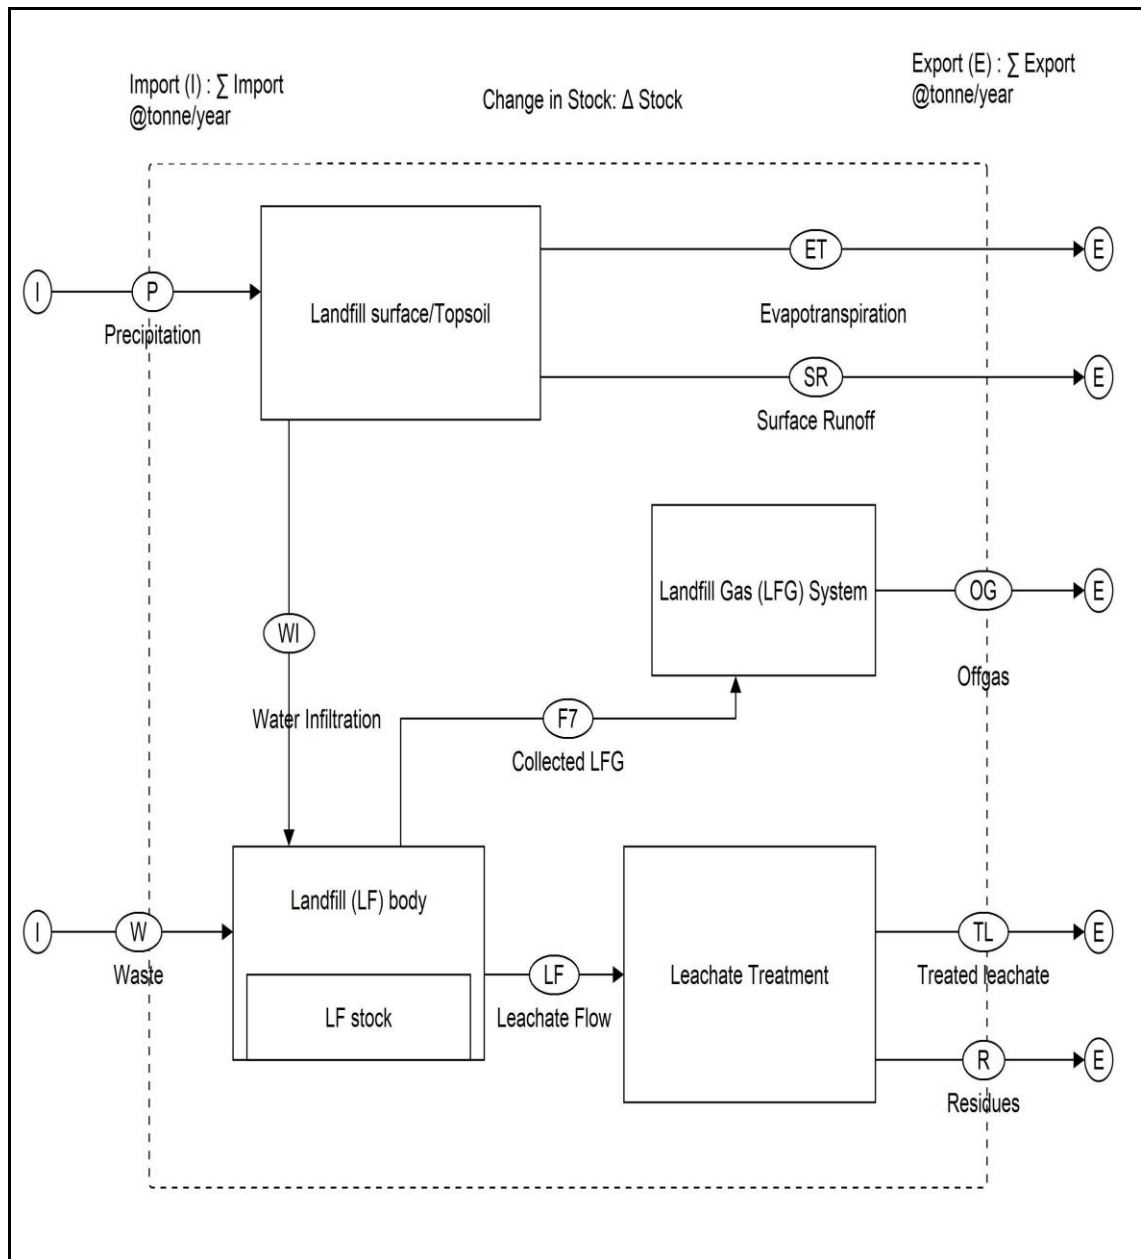 Import (I) : ∑ Import
@tonne/year
Change in Stock: Δ Stock
Export (E) : ∑ Export
@tonne/year
I
P
Precipitation
Landfill surface/Topsoil
ET
Evapotranspiration
E
SR
Surface Runoff
E
Landfill Gas (LFG) System
OG
Offgas
E
WI
Water Infiltration
F7
Collected LFG
I
W
Waste
Landfill (LF) body
LF stock
LF
Leachate Flow
Leachate Treatment
TL
Treated leachate
E
R
Residues
E